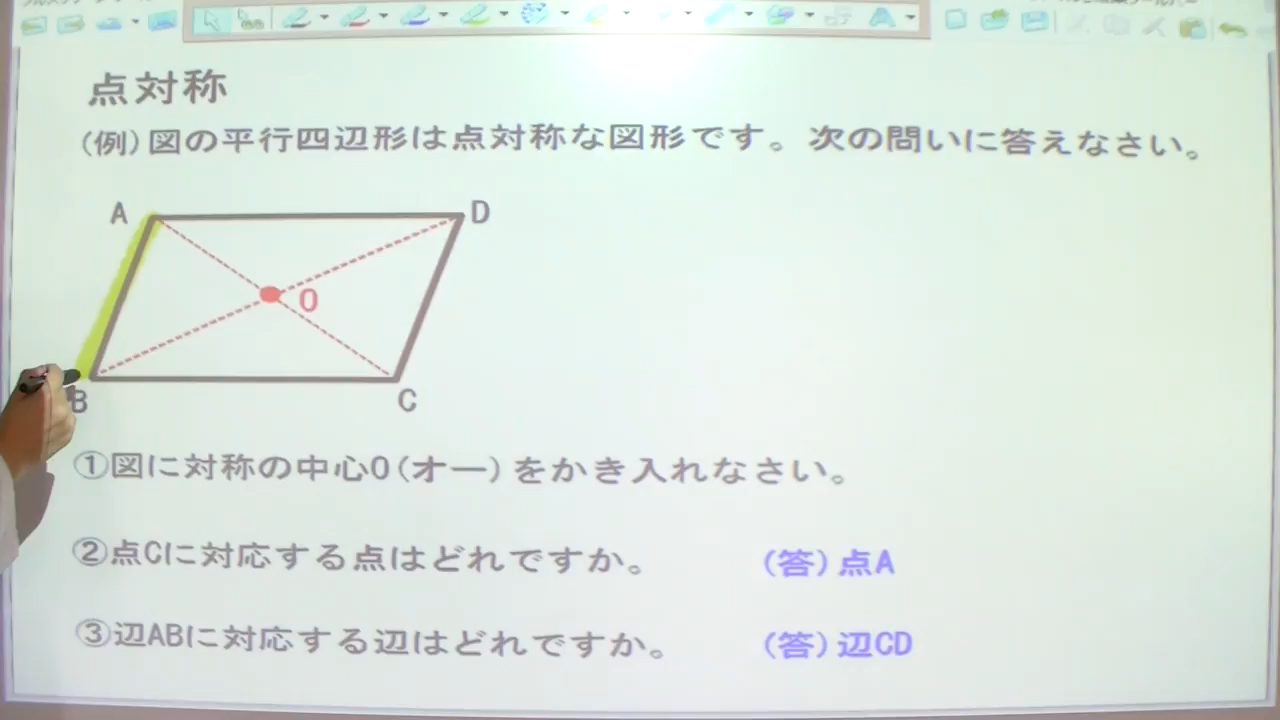 点対称
(例)図の平行四辺形は点対称な図形です。次の問いに答えなさい。
A
D
O
B
C
①図に対称の中心O(オー)をかき入れなさい。
②点Cに対応する点はどれですか。 (答)点A
③辺ABに対応する辺はどれですか。 (答)辺CD